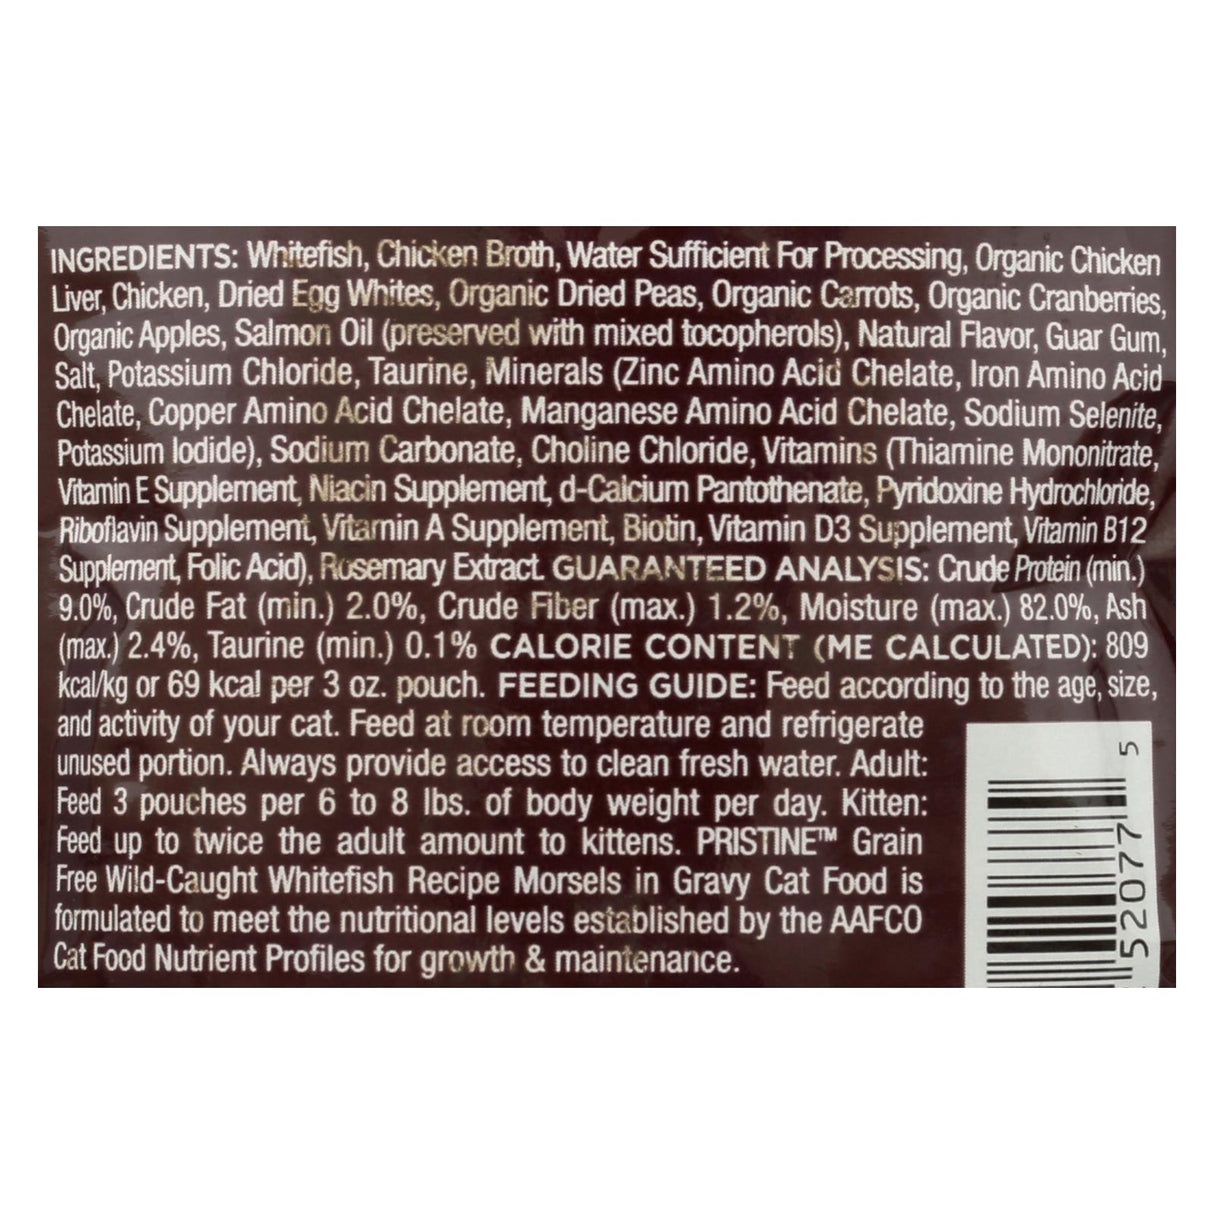 INGREDIENTS: Whitefish, Chicken Broth, Water Sufficient For Processing, Organic Chicken
Liver, Chicken, Dried Egg Whites, Organic Dried Peas, Organic Carrots, Organic Cranberries,
Organic Apples, Salmon Oil (preserved with mixed tocopherols), Natural Flavor, Guar Gum,
Salt, Potassium Chloride, Taurine, Minerals (Zinc Amino Acid Chelate, Iron Amino Acid
Chelate, Copper Amino Acid Chelate, Manganese Amino Acid Chelate, Sodium Selenite,
Potassium Iodide), Sodium Carbonate, Choline Chloride, Vitamins (Thiamine Mononitrate,
Vitamin E Supplement, Niacin Supplement, d-Calcium Pantothenate, Pyridoxine Hydrochloride,
Riboflavin Supplement, Vitamin A Supplement, Biotin, Vitamin D3 Supplement, Vitamin B12
Supplement, Folic Acid), Rosemary Extract. GUARANTEED ANALYSIS: Crude Protein (min.)
9.0%, Crude Fat (min.) 2.0%, Crude Fiber (max.) 1.2%, Moisture (max.) 82.0%, Ash
(max.) 2.4%, Taurine (min.) 0.1% CALORIE CONTENT (ME CALCULATED): 809
kcal/kg or 69 kcal per 3 oz. pouch. FEEDING GUIDE: Feed according to the age, size,
and activity of your cat. Feed at room temperature and refrigerate
unused portion. Always provide access to clean fresh water. Adult:
Feed 3 pouches per 6 to 8 lbs. of body weight per day. Kitten:
Feed up to twice the adult amount to kittens. PRISTINE™ Grain
Free Wild-Caught Whitefish Recipe Morsels in Gravy Cat Food is
formulated to meet the nutritional levels established by the AAFCO
Cat Food Nutrient Profiles for growth & maintenance.
52077 5